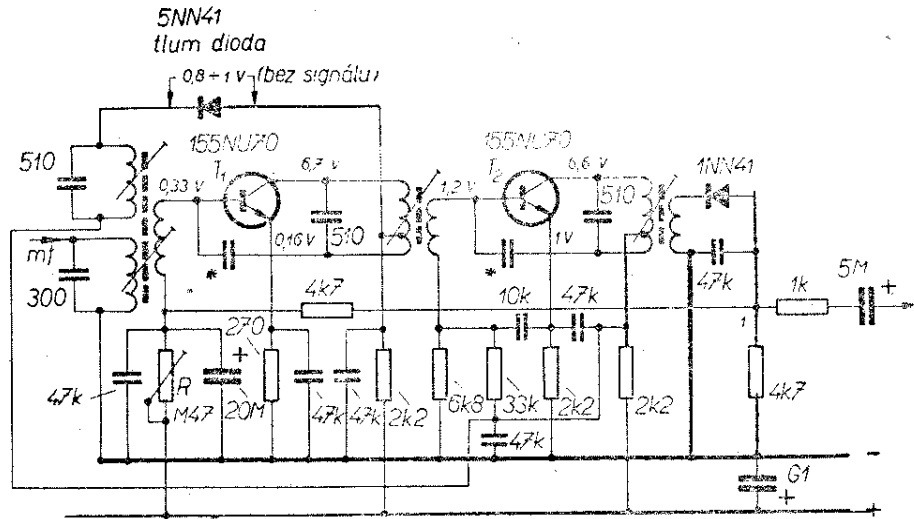 5NN41
tlum dioda
0,8 ÷ 1 V (bez signálu)
155NU70
T1
155NU70
T2
1NN41
510
0,33 V
6,7 V
1,2 V
6,6 V
510
0,16 V
510
1 V
47k
mf
300
*
*
4k7
10k
47k
1k
5M
+
1
270
+
47k
R
M47
20M
47k
47k
2k2
6k8
33k
47k
2k2
2k2
4k7
-
G1
+
+